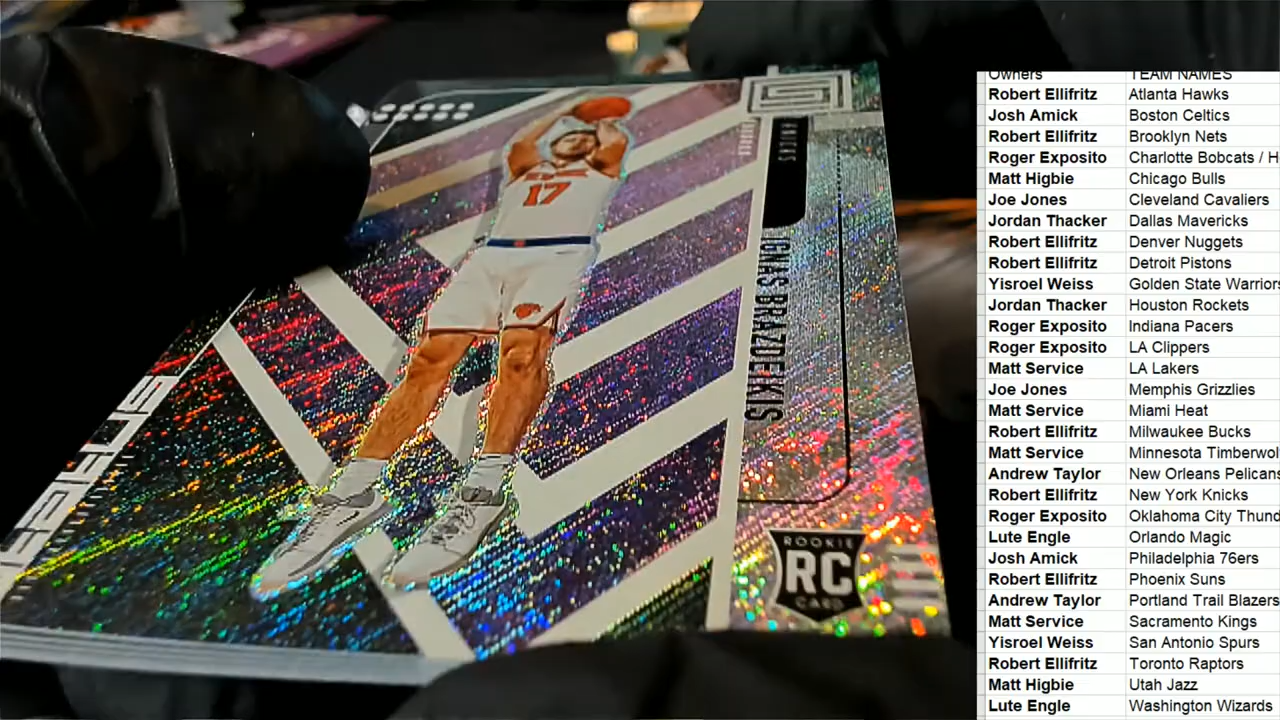 KNICKS
17
IGNAS BRAZDEIKIS
STATUS
ROOKIE
RC
CARD
Owners TEAM NAMES
Robert Ellifritz Atlanta Hawks
Josh Amick Boston Celtics
Robert Ellifritz Brooklyn Nets
Roger Exposito Charlotte Bobcats / H
Matt Higbie Chicago Bulls
Joe Jones Cleveland Cavaliers
Jordan Thacker Dallas Mavericks
Robert Ellifritz Denver Nuggets
Robert Ellifritz Detroit Pistons
Yisroel Weiss Golden State Warriors
Jordan Thacker Houston Rockets
Roger Exposito Indiana Pacers
Roger Exposito LA Clippers
Matt Service LA Lakers
Joe Jones Memphis Grizzlies
Matt Service Miami Heat
Robert Ellifritz Milwaukee Bucks
Matt Service Minnesota Timberwol
Andrew Taylor New Orleans Pelicans
Robert Ellifritz New York Knicks
Roger Exposito Oklahoma City Thund
Lute Engle Orlando Magic
Josh Amick Philadelphia 76ers
Robert Ellifritz Phoenix Suns
Andrew Taylor Portland Trail Blazers
Matt Service Sacramento Kings
Yisroel Weiss San Antonio Spurs
Robert Ellifritz Toronto Raptors
Matt Higbie Utah Jazz
Lute Engle Washington Wizards